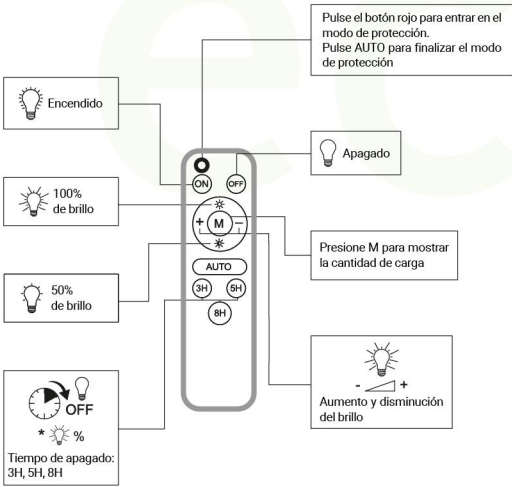 Pulse el botón rojo para entrar en el
modo de protección.
Pulse AUTO para finalizar el modo
de protección
Encendido
Apagado
ON
OFF
100%
de brillo
+ M -
Presione M para mostrar
la cantidad de carga
50%
de brillo
AUTO
3H
5H
8H
OFF
* %
Tiempo de apagado:
3H, 5H, 8H
- +
Aumento y disminución
del brillo